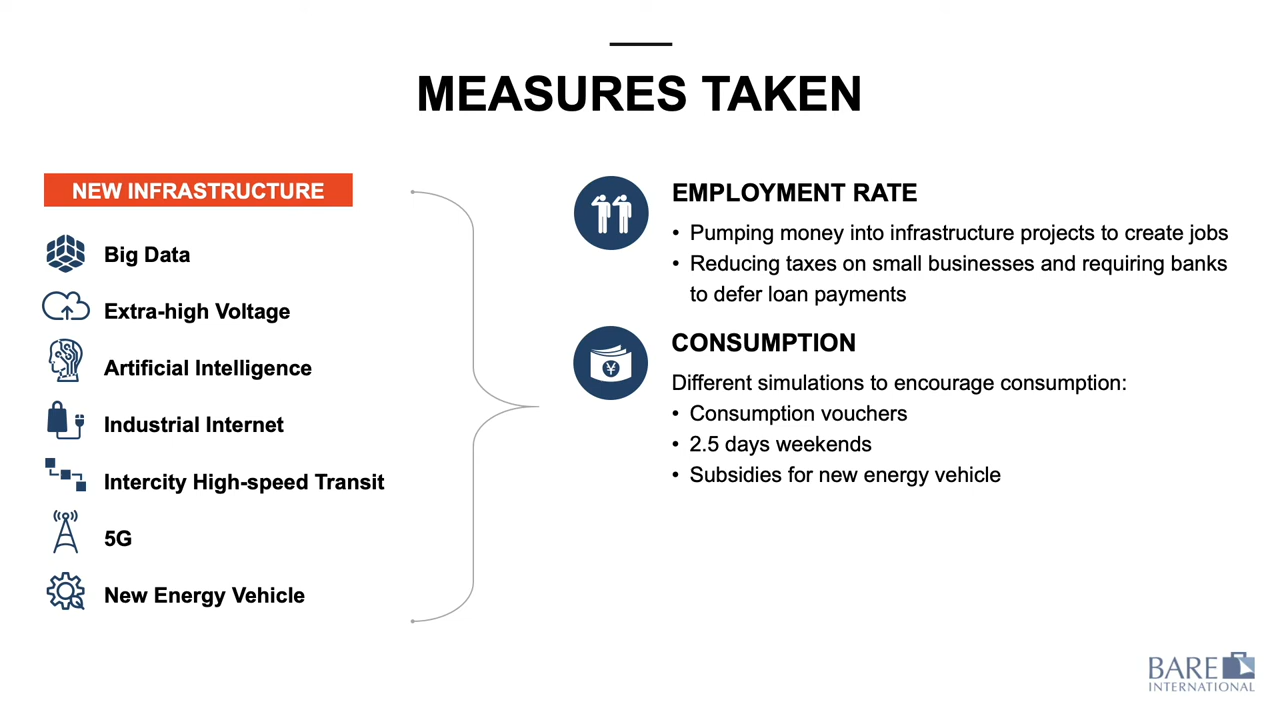 MEASURES TAKEN
NEW INFRASTRUCTURE
Big Data
Extra-high Voltage
Artificial Intelligence
Industrial Internet
Intercity High-speed Transit
5G
New Energy Vehicle
EMPLOYMENT RATE
• Pumping money into infrastructure projects to create jobs
• Reducing taxes on small businesses and requiring banks
to defer loan payments
¥
CONSUMPTION
Different simulations to encourage consumption:
• Consumption vouchers
• 2.5 days weekends
• Subsidies for new energy vehicle
BARE
INTERNATIONAL